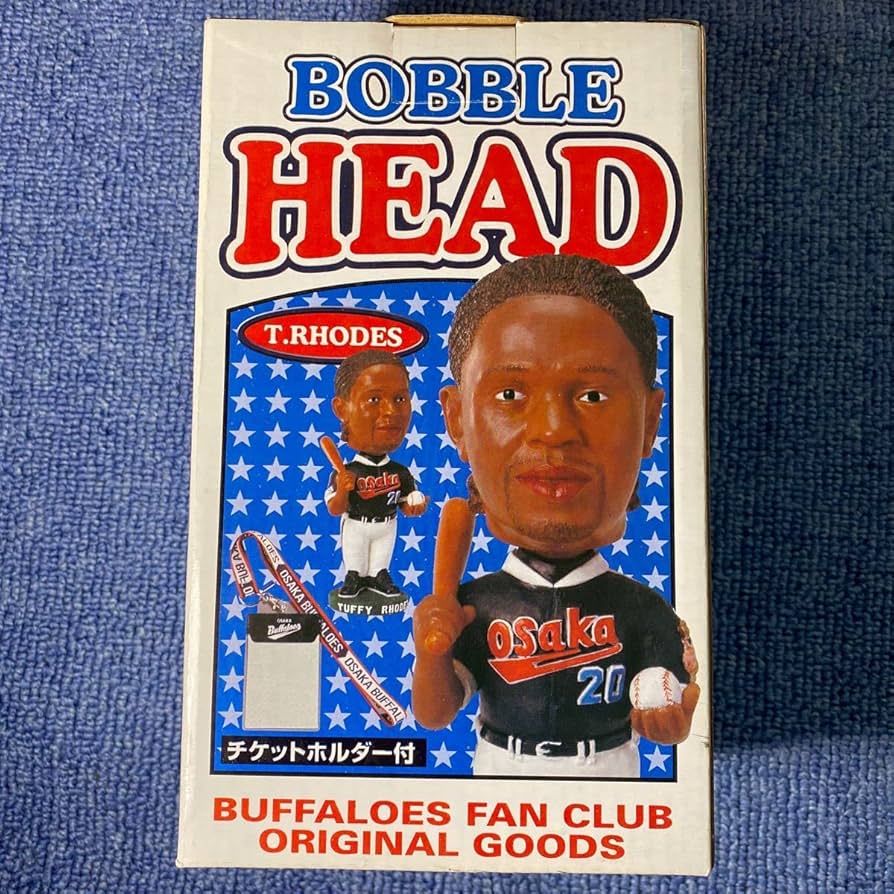 BOBBLE
HEAD
T.RHODES
Osaka
20
TUFFY RHODE
OSAKA BUFFALOES
OSAKA BUFFAL
OSAKA
Buffaloes
Osaka
20
チケットホルダー付
BUFFALOES FAN CLUB
ORIGINAL GOODS